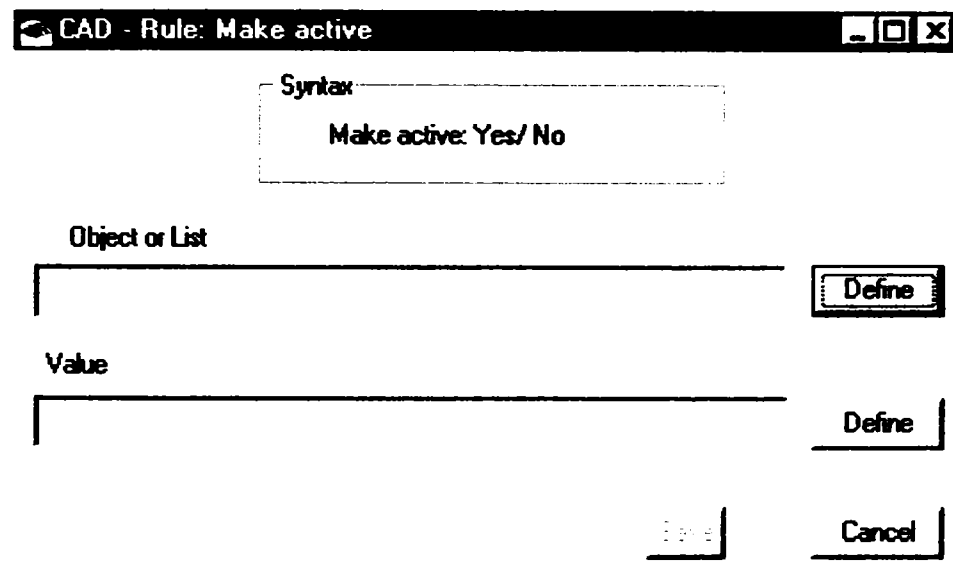 CAD - Rule: Make active
Syntax
Make active: Yes/ No
Object or List
Define
Value
Define
Cancel